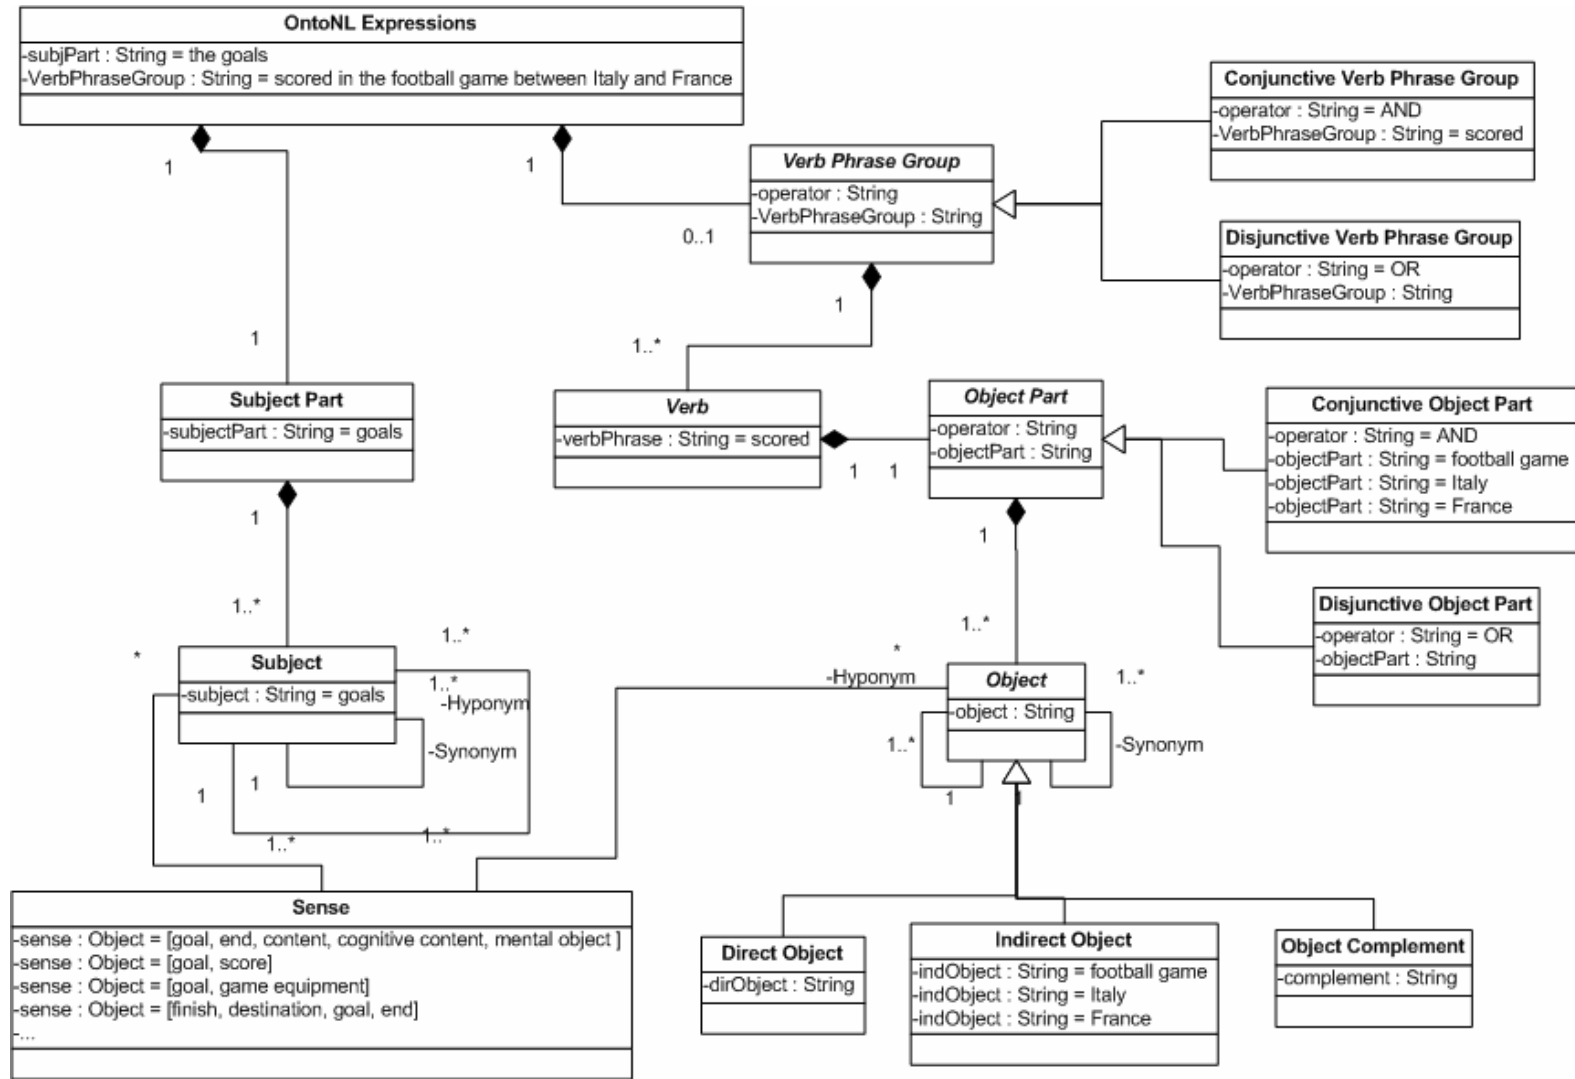 OntoNL Expressions
-subjPart : String = the goals
-VerbPhraseGroup : String = scored in the football game between Italy and France
1
1
Conjunctive Verb Phrase Group
-operator : String = AND
-VerbPhraseGroup : String = scored
Verb Phrase Group
-operator : String
-VerbPhraseGroup : String
0..1
Disjunctive Verb Phrase Group
-operator : String = OR
-VerbPhraseGroup : String
1
1
1..*
Subject Part
-subjectPart : String = goals
Verb
-verbPhrase : String = scored
1
1
Object Part
-operator : String
-objectPart : String
Conjunctive Object Part
-operator : String = AND
-objectPart : String = football game
-objectPart : String = Italy
-objectPart : String = France
1
1
1..*
1..*
Disjunctive Object Part
-operator : String = OR
-objectPart : String
*
Subject
-subject : String = goals
1..*
1..*
-Hyponym
-Synonym
1
1
1..*
1..*
*
-Hyponym
Object
-object : String
1..*
1..*
-Synonym
1
1
Sense
-sense : Object = [goal, end, content, cognitive content, mental object ]
-sense : Object = [goal, score]
-sense : Object = [goal, game equipment]
-sense : Object = [finish, destination, goal, end]
-...
Direct Object
-dirObject : String
Indirect Object
-indObject : String = football game
-indObject : String = Italy
-indObject : String = France
Object Complement
-complement : String